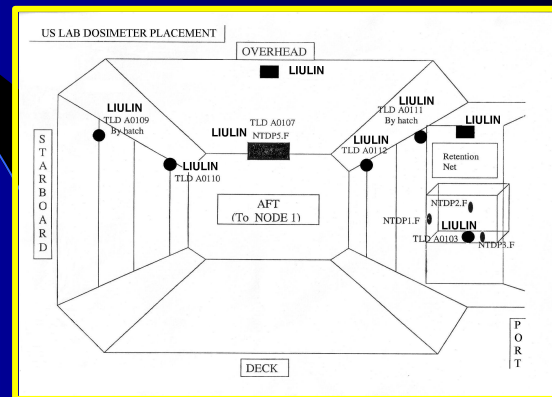 US LAB DOSIMETER PLACEMENT
OVERHEAD
LIULIN
LIULIN
TLD A0109
By hatch
TLD A0107
LIULIN
NTDP5.F
TLD A0111
LIULIN
By hatch
LIULIN
LIULIN
TLD A0110
LIULIN
TLD A0112
Retention
Net
STARBOARD
AFT
(To NODE 1)
NTDP2.F
NTDP1.F
LIULIN
TLD A0103
NTDP3.F
DECK
PORT